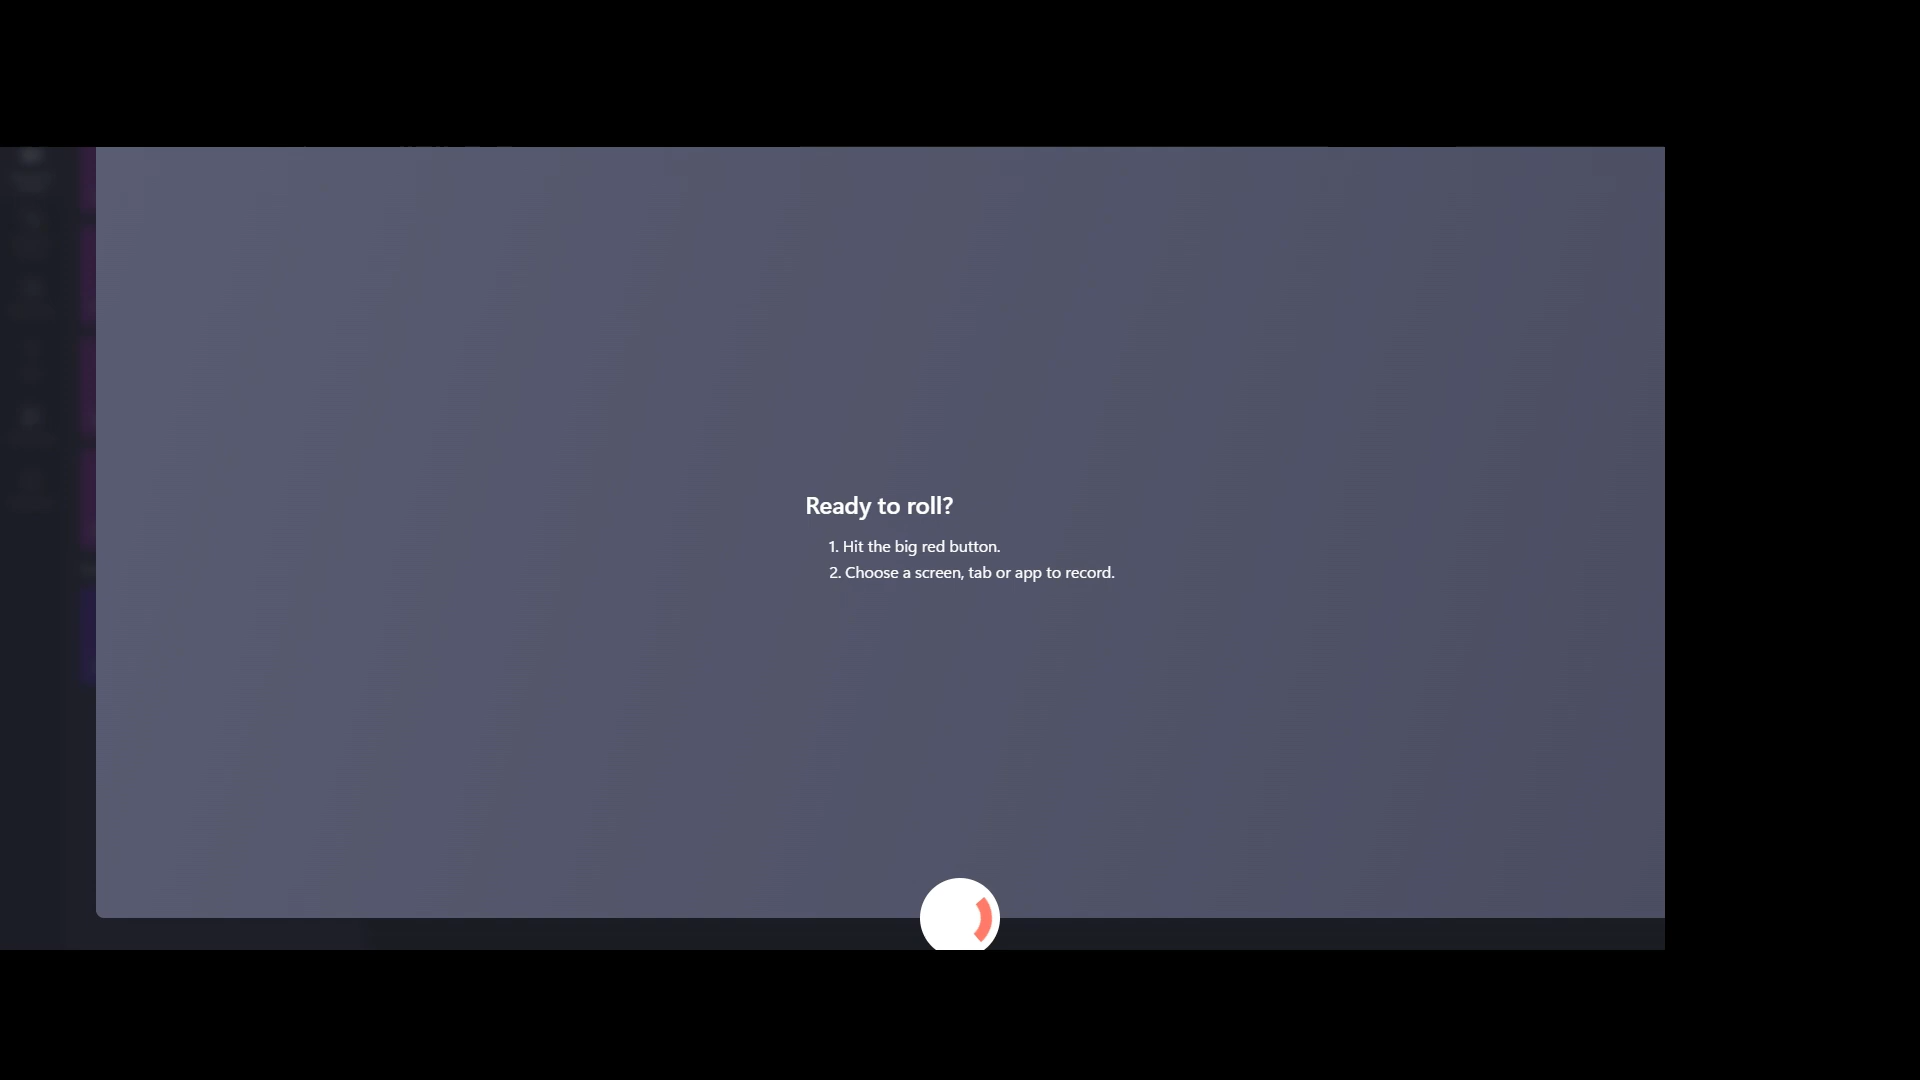 Ready to roll?
1. Hit the big red button.
2. Choose a screen, tab or app to record.